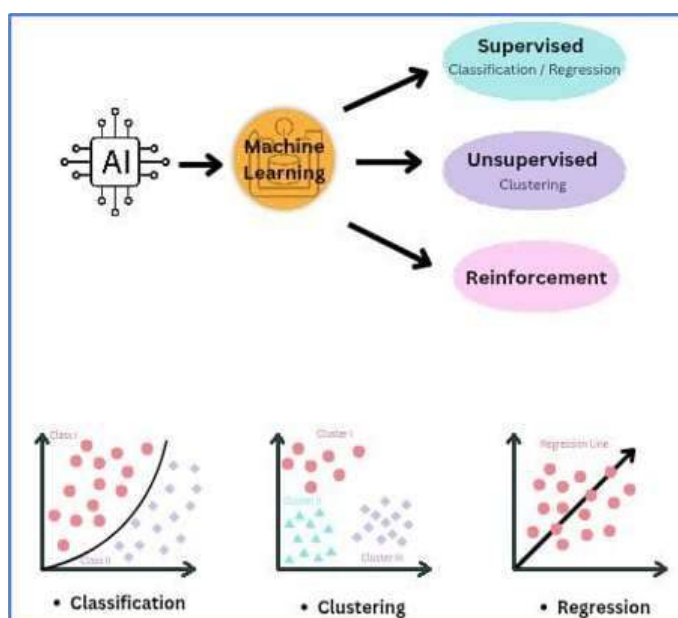 Supervised
Classification / Regression
AI
Machine
Learning
Unsupervised
Clustering
Reinforcement
Class I
Class II
• Classification
Cluster I
Cluster II
Cluster III
• Clustering
Regression Line
• Regression